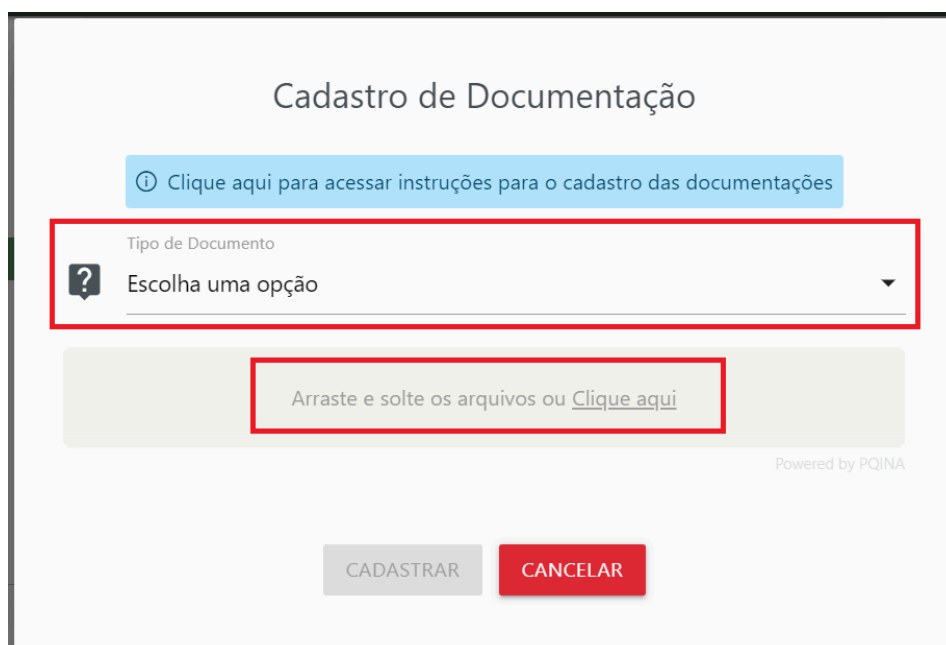 Cadastro de Documentação
Clique aqui para acessar instruções para o cadastro das documentações
Tipo de Documento
Escolha uma opção
Arraste e solte os arquivos ou Clique aqui
Powered by PQINA
CADASTRAR
CANCELAR